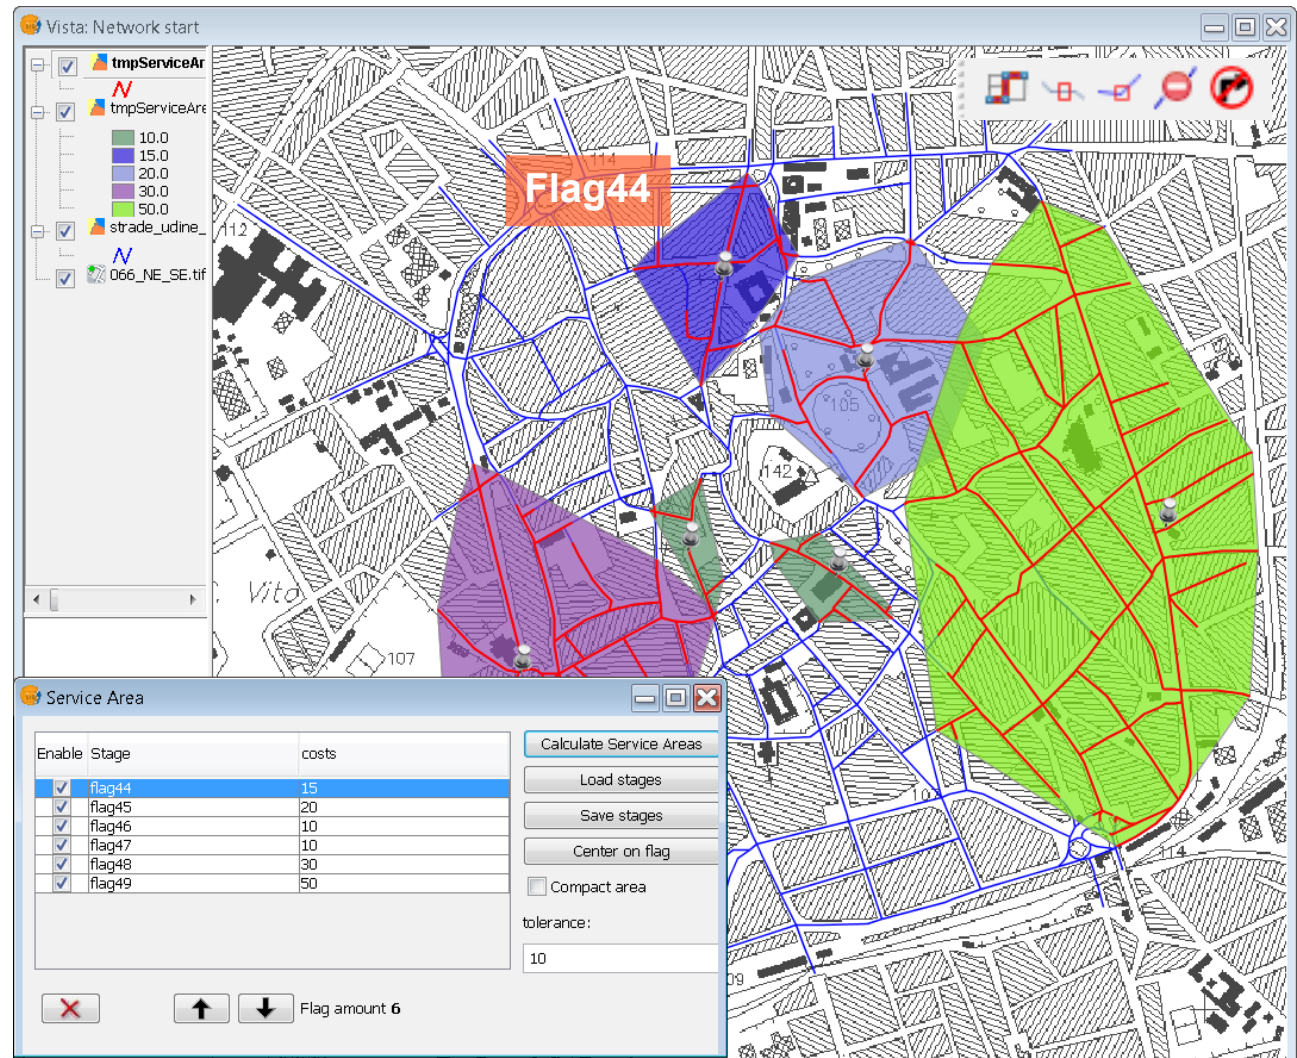 Vista: Network start
tmpServiceAr
tmpServiceAre
10.0
15.0
20.0
30.0
50.0
strade_udine_
066_NE_SE.tif
114
Flag44
112
105
142
Vito
107
114
09
Service Area
Enable Stage costs
flag44 15
flag45 20
flag46 10
flag47 10
flag48 30
flag49 50
Calculate Service Areas
Load stages
Save stages
Center on flag
Compact area
tolerance:
10
Flag amount 6